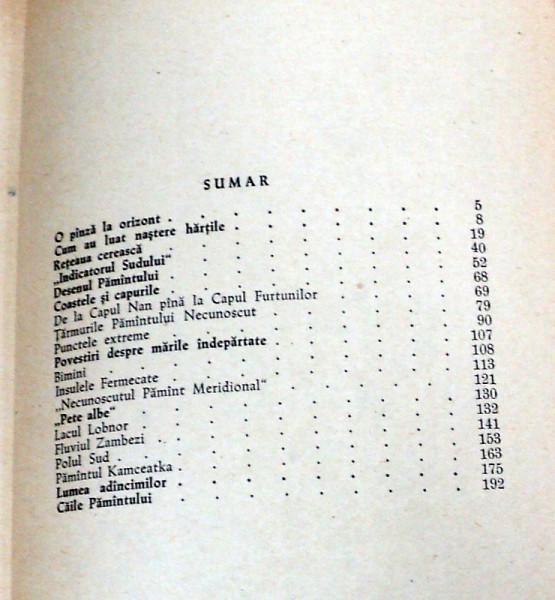 SUMAR
O pînză la orizont . . . . . . . . 5
Cum au luat naștere hărțile . . . . . . 8
Rețeaua cerească . . . . . . . . 19
„Indicatorul Sudului“ . . . . . . . . 40
Desenul Pămîntului . . . . . . . . 52
Coastele și capurile . . . . . . . . 68
De la Capul Nan pînă la Capul Furtunilor . . . . 69
Țărmurile Pămîntului Necunoscut . . . . . 79
Punctele extreme . . . . . . . . 90
Povestiri despre mările îndepărtate . . . . . 107
Bimini . . . . . . . . . 108
Insulele Fermecate . . . . . . . . 113
„Necunoscutul Pămînt Meridional“ . . . . . 121
„Pete albe“ . . . . . . . . . 130
Lacul Lobnor . . . . . . . . 132
Fluviul Zambezi . . . . . . . . 141
Polul Sud . . . . . . . . . 153
Pămîntul Kamceatka . . . . . . . . 163
Lumea adîncimilor . . . . . . . . 175
Căile Pămîntului . . . . . . . . 192